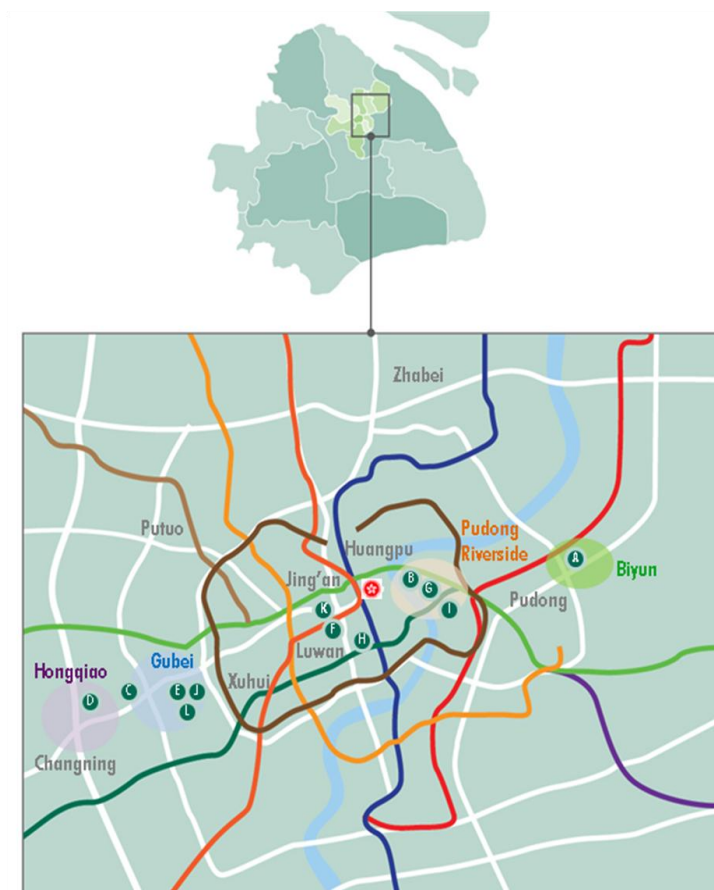 Zhabei
Putuo
Huangpu
Pudong
Riverside
A
Biyun
Jing'an
B
G
K
I
Pudong
F
H
Luwan
Gubei
Hongqiao
Xuhui
D
C
E
J
L
Changning